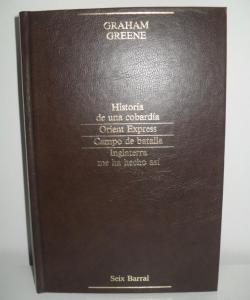 GRAHAM
GREENE
Historia
de una cobardía
Orient Express
Campo de batalla
Inglaterra
me ha hecho así
Seix Barral